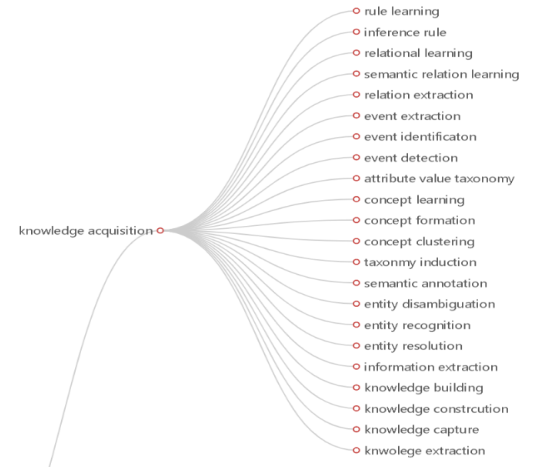 rule learning
inference rule
relational learning
semantic relation learning
relation extraction
event extraction
event identificaton
event detection
attribute value taxonomy
concept learning
concept formation
knowledge acquisition
concept clustering
taxonmy induction
semantic annotation
entity disambiguation
entity recognition
entity resolution
information extraction
knowledge building
knowledge constrcution
knowledge capture
knwolege extraction